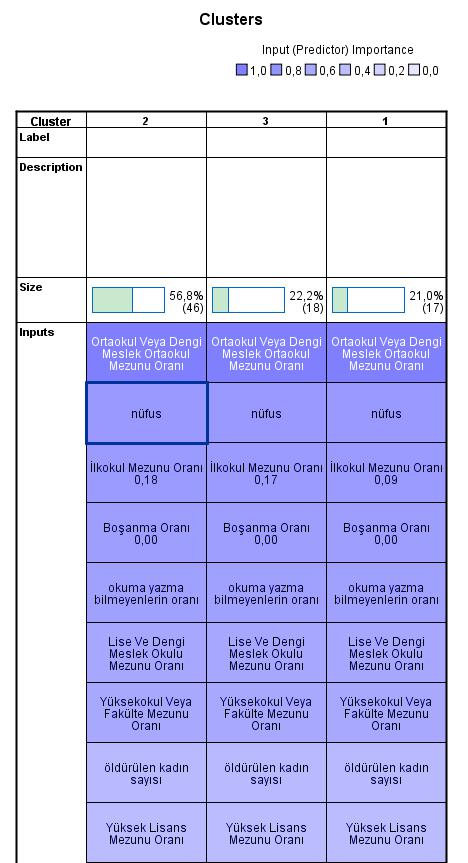 Clusters
Input (Predictor) Importance
1,0 0,8 0,6 0,4 0,2 0,0
Cluster 2 3 1
Label
Description
Size 56,8% (46) 22,2% (18) 21,0% (17)
Inputs
Ortaokul Veya Dengi Ortaokul Veya Dengi Ortaokul Veya Dengi
Meslek Ortaokul Meslek Ortaokul Meslek Ortaokul
Mezunu Oranı Mezunu Oranı Mezunu Oranı
nüfus nüfus nüfus
İlkokul Mezunu Oranı İlkokul Mezunu Oranı İlkokul Mezunu Oranı
0,18 0,17 0,09
Boşanma Oranı Boşanma Oranı Boşanma Oranı
0,00 0,00 0,00
okuma yazma okuma yazma okuma yazma
bilmeyenlerin oranı bilmeyenlerin oranı bilmeyenlerin oranı
Lise Ve Dengi Lise Ve Dengi Lise Ve Dengi
Meslek Okulu Meslek Okulu Meslek Okulu
Mezunu Oranı Mezunu Oranı Mezunu Oranı
Yüksekokul Veya Yüksekokul Veya Yüksekokul Veya
Fakülte Mezunu Fakülte Mezunu Fakülte Mezunu
Oranı Oranı Oranı
öldürülen kadın öldürülen kadın öldürülen kadın
sayısı sayısı sayısı
Yüksek Lisans Yüksek Lisans Yüksek Lisans
Mezunu Oranı Mezunu Oranı Mezunu Oranı